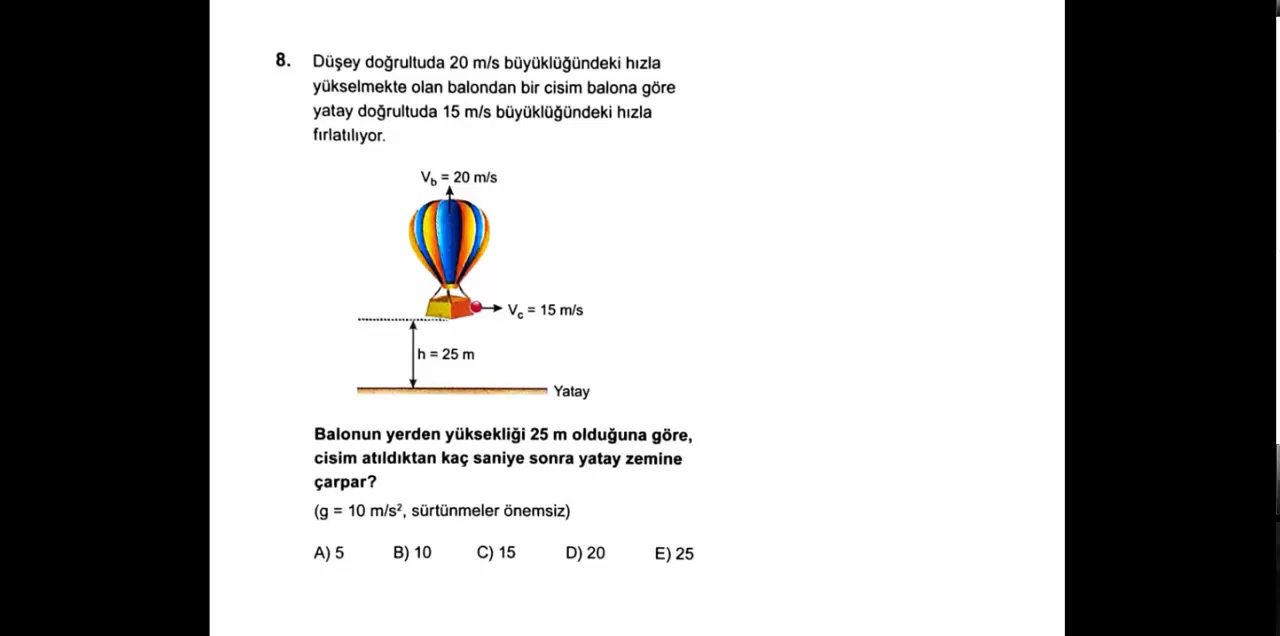 8. Düşey doğrultuda 20 m/s büyüklüğündeki hızla
yükselmekte olan balondan bir cisim balona göre
yatay doğrultuda 15 m/s büyüklüğündeki hızla
fırlatılıyor.
V_b = 20 m/s
V_c = 15 m/s
h = 25 m
Yatay
Balonun yerden yüksekliği 25 m olduğuna göre,
cisim atıldıktan kaç saniye sonra yatay zemine
çarpar?
(g = 10 m/s², sürtünmeler önemsiz)
A) 5 B) 10 C) 15 D) 20 E) 25